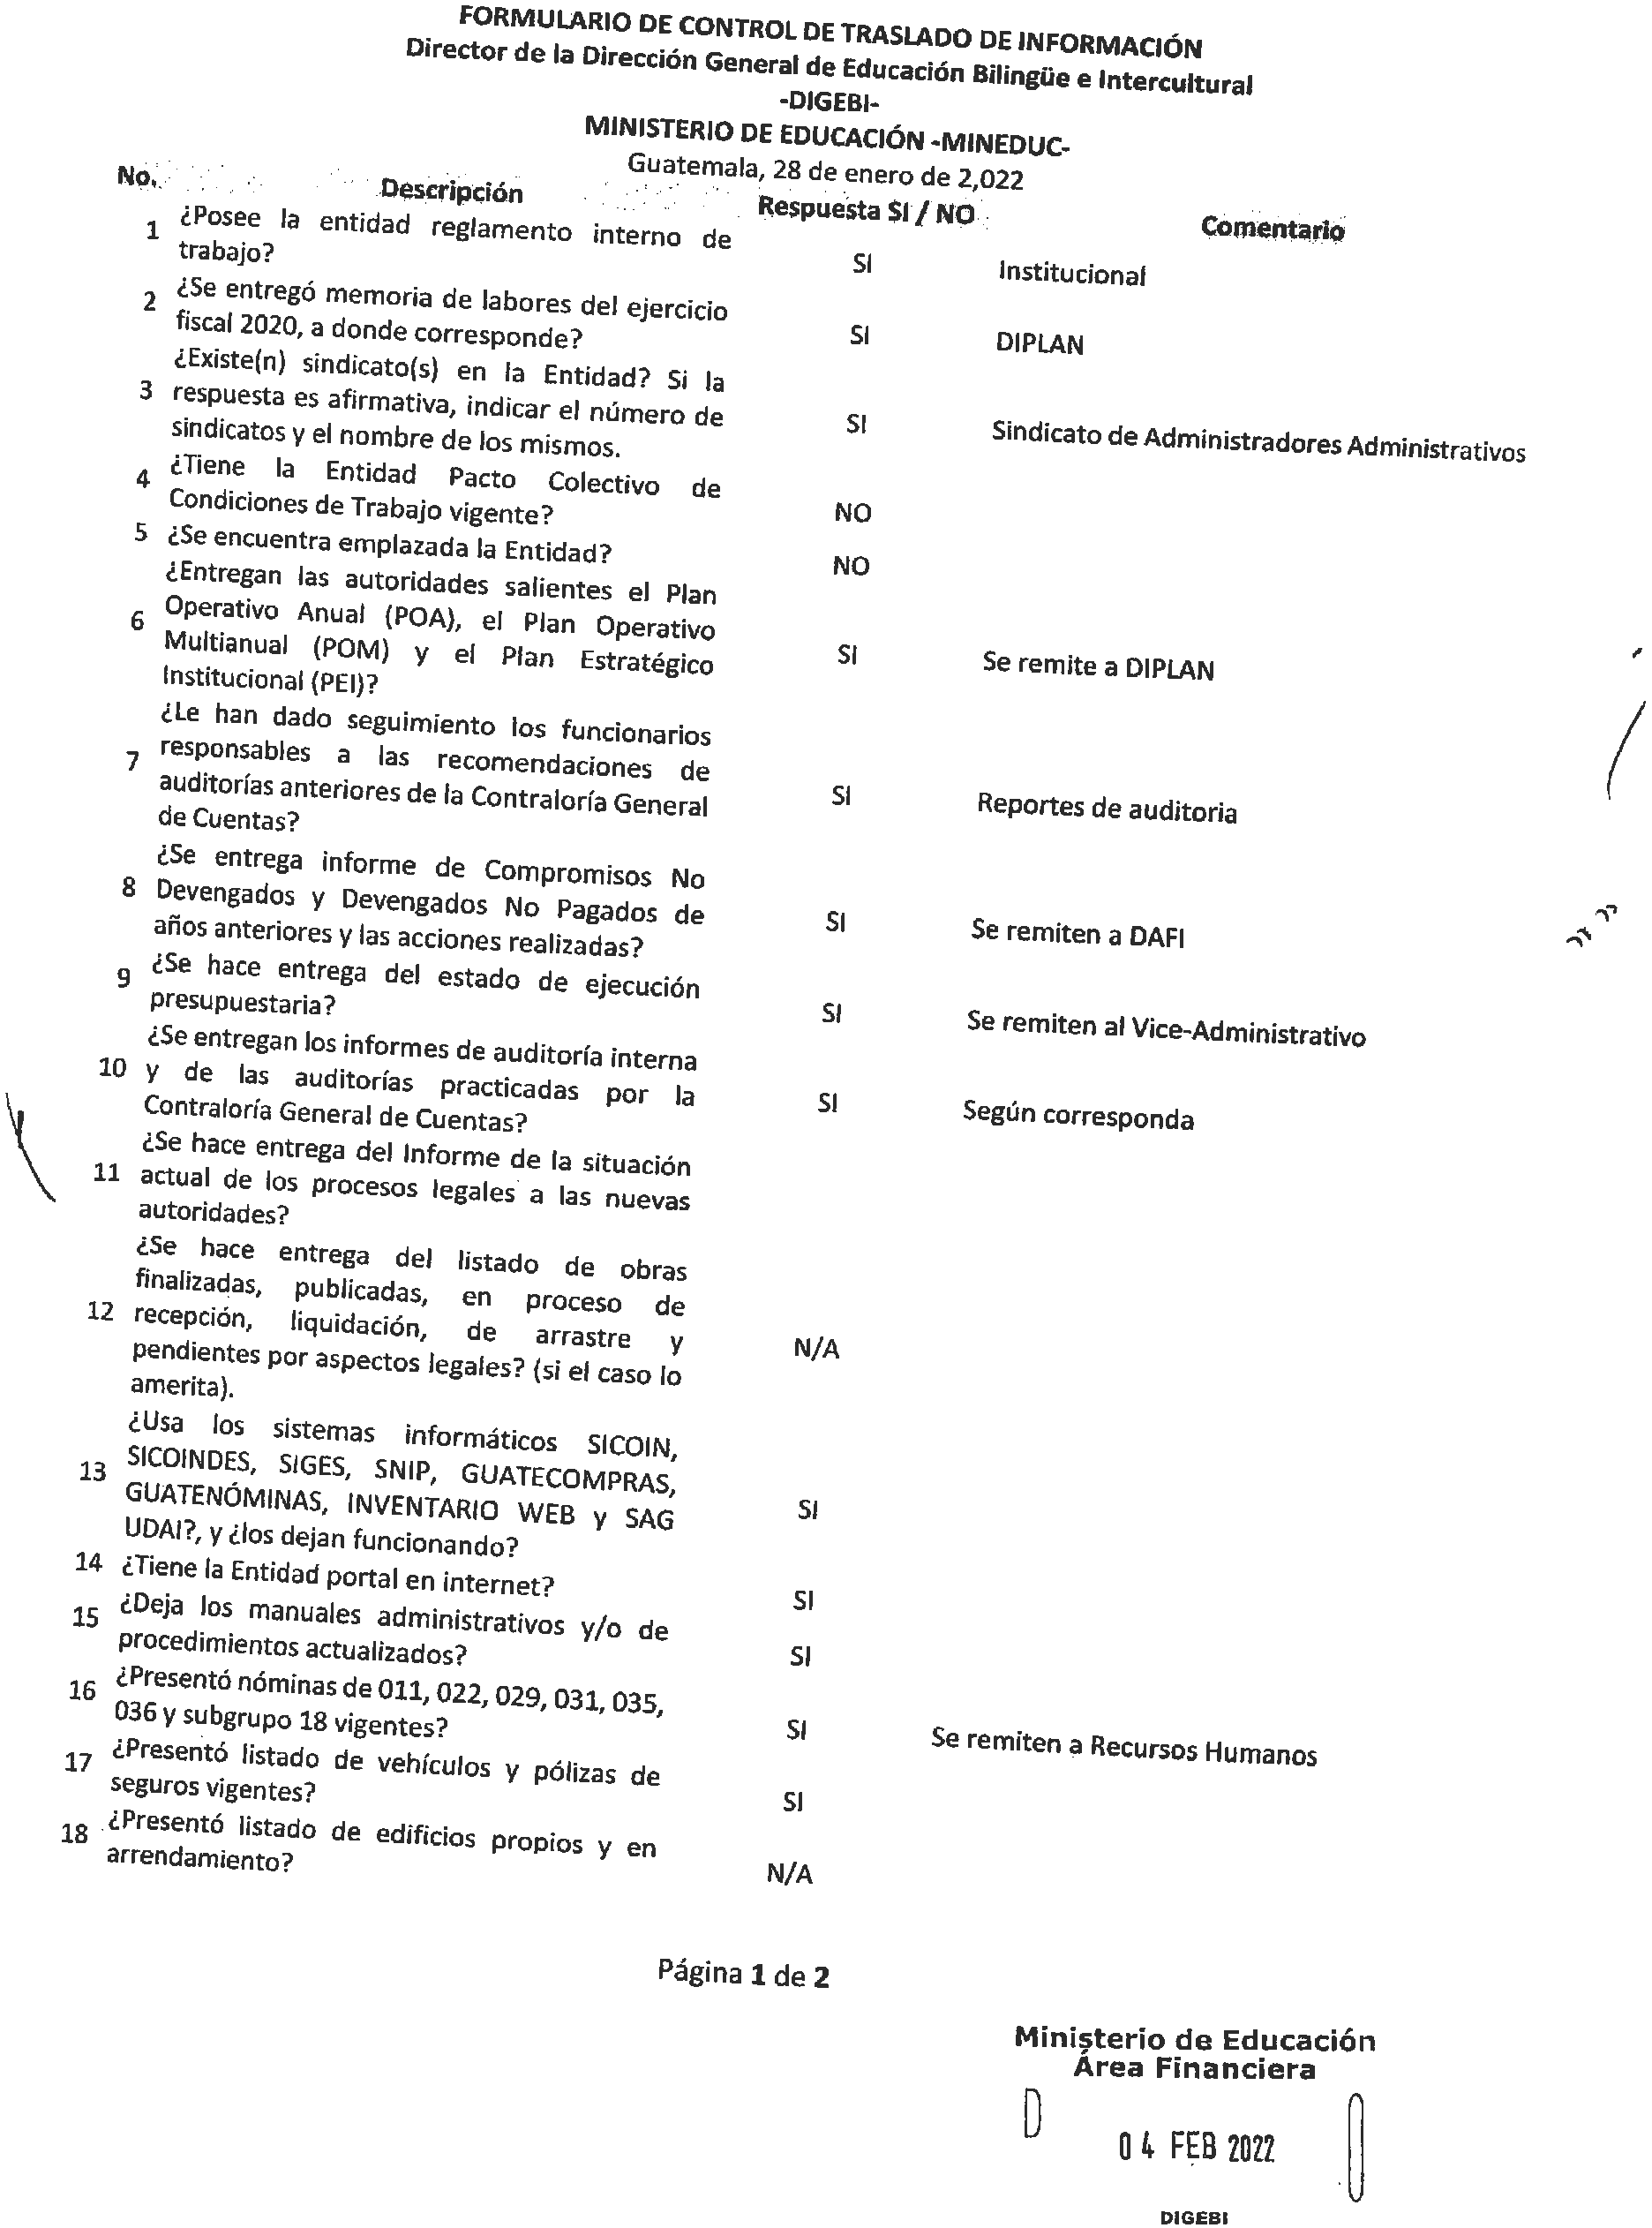 FORMULARIO DE CONTROL DE TRASLADO DE INFORMACIÓN
Director de la Dirección General de Educación Bilingüe e Intercultural
-DIGEBI-
MINISTERIO DE EDUCACIÓN -MINEDUC-
Guatemala, 28 de enero de 2,022
No. Descripción Respuesta SI / NO Comentario
1 ¿Posee la entidad reglamento interno de
trabajo? SI Institucional
2 ¿Se entregó memoria de labores del ejercicio
fiscal 2020, a donde corresponde? SI DIPLAN
¿Existe(n) sindicato(s) en la Entidad? Si la
3 respuesta es afirmativa, indicar el número de
sindicatos y el nombre de los mismos. SI Sindicato de Administradores Administrativos
4 ¿Tiene la Entidad Pacto Colectivo de
Condiciones de Trabajo vigente? NO
5 ¿Se encuentra emplazada la Entidad? NO
¿Entregan las autoridades salientes el Plan
6 Operativo Anual (POA), el Plan Operativo
Multianual (POM) y el Plan Estratégico SI Se remite a DIPLAN
Institucional (PEI)?
¿Le han dado seguimiento los funcionarios
7 responsables a las recomendaciones de
auditorías anteriores de la Contraloría General SI Reportes de auditoria
de Cuentas?
¿Se entrega informe de Compromisos No
8 Devengados y Devengados No Pagados de
años anteriores y las acciones realizadas? SI Se remiten a DAFI
9 ¿Se hace entrega del estado de ejecución
presupuestaria? SI Se remiten al Vice-Administrativo
¿Se entregan los informes de auditoría interna
10 y de las auditorías practicadas por la
Contraloría General de Cuentas? SI Según corresponda
¿Se hace entrega del Informe de la situación
11 actual de los procesos legales a las nuevas
autoridades?
¿Se hace entrega del listado de obras
finalizadas, publicadas, en proceso de
12 recepción, liquidación, de arrastre y N/A
pendientes por aspectos legales? (si el caso lo
amerita).
¿Usa los sistemas informáticos SICOIN,
13 SICOINDES, SIGES, SNIP, GUATECOMPRAS,
GUATENÓMINAS, INVENTARIO WEB y SAG SI
UDAI?, y ¿los dejan funcionando?
14 ¿Tiene la Entidad portal en internet? SI
15 ¿Deja los manuales administrativos y/o de
procedimientos actualizados? SI
16 ¿Presentó nóminas de 011, 022, 029, 031, 035,
036 y subgrupo 18 vigentes? SI Se remiten a Recursos Humanos
17 ¿Presentó listado de vehículos y pólizas de
seguros vigentes? SI
18 ¿Presentó listado de edificios propios y en
arrendamiento? N/A
Página 1 de 2
Ministerio de Educación
Área Financiera
04 FEB 2022
DIGEBI